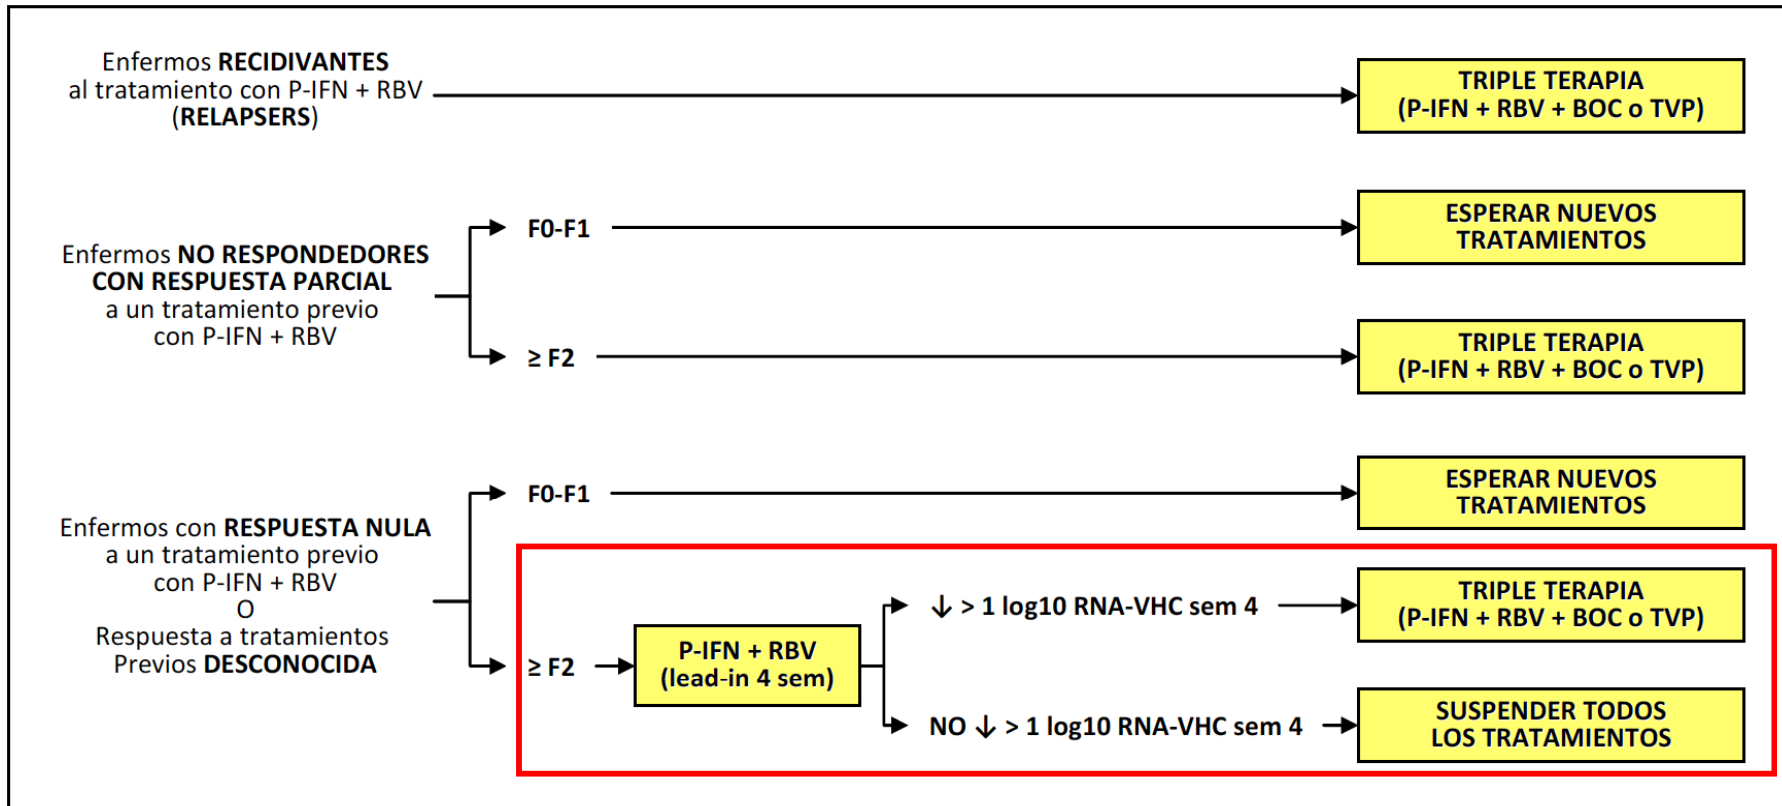 Enfermos RECIDIVANTES
al tratamiento con P-IFN + RBV
(RELAPSERS)
TRIPLE TERAPIA
(P-IFN + RBV + BOC o TVP)
Enfermos NO RESPONDEDORES
CON RESPUESTA PARCIAL
a un tratamiento previo
con P-IFN + RBV
F0-F1
ESPERAR NUEVOS
TRATAMIENTOS
≥ F2
TRIPLE TERAPIA
(P-IFN + RBV + BOC o TVP)
Enfermos con RESPUESTA NULA
a un tratamiento previo
con P-IFN + RBV
O
Respuesta a tratamientos
Previos DESCONOCIDA
F0-F1
ESPERAR NUEVOS
TRATAMIENTOS
≥ F2
P-IFN + RBV
(lead-in 4 sem)
↓ > 1 log10 RNA-VHC sem 4
TRIPLE TERAPIA
(P-IFN + RBV + BOC o TVP)
NO ↓ > 1 log10 RNA-VHC sem 4
SUSPENDER TODOS
LOS TRATAMIENTOS